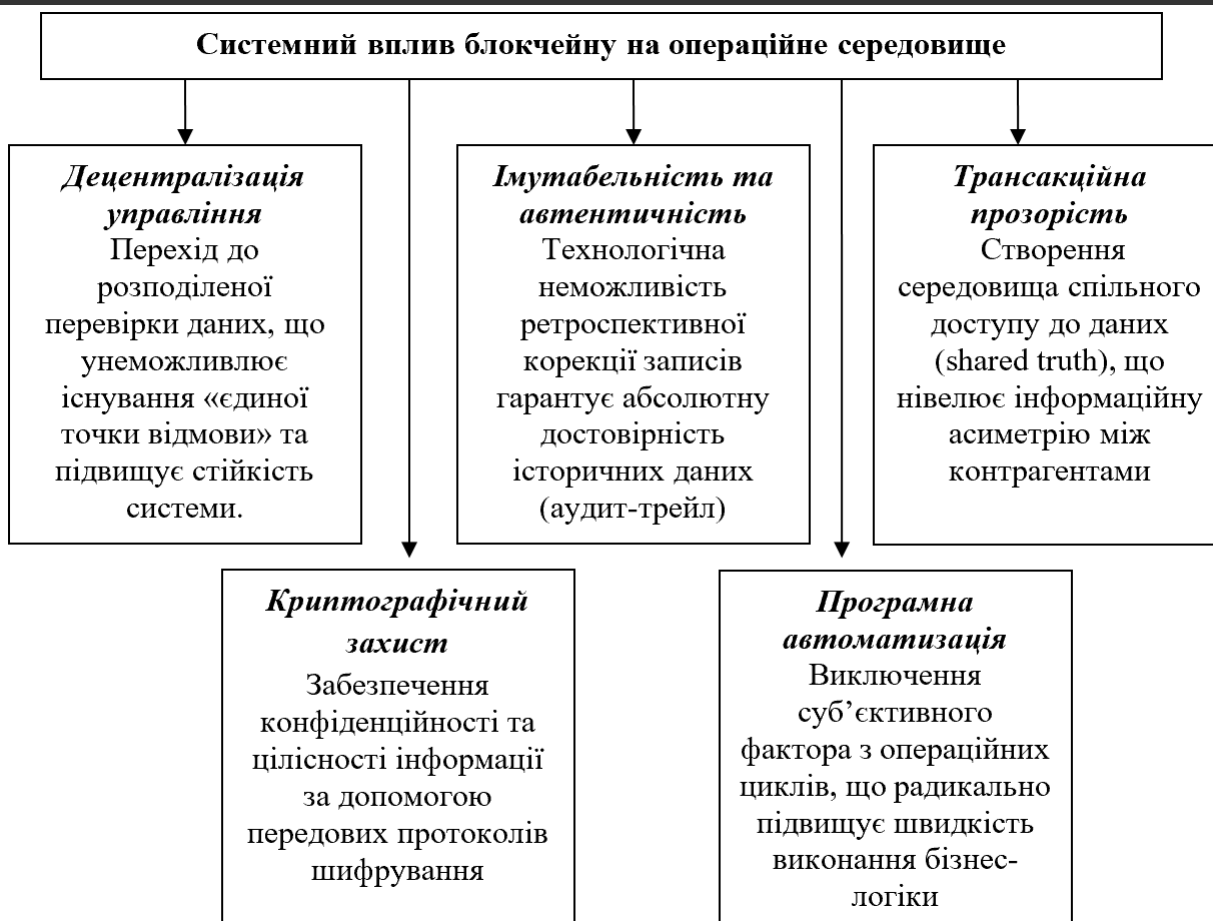 Системний вплив блокчейну на операційне середовище
Децентралізація
управління
Перехід до
розподіленої
перевірки даних, що
унеможливлює
існування «єдиної
точки відмови» та
підвищує стійкість
системи.
Імутабельність та
автентичність
Технологічна
неможливість
ретроспективної
корекції записів
гарантує абсолютну
достовірність
історичних даних
(аудит-трейл)
Трансакційна
прозорість
Створення
середовища спільного
доступу до даних
(shared truth), що
нівелює інформаційну
асиметрію між
контрагентами
Криптографічний
захист
Забезпечення
конфіденційності та
цілісності інформації
за допомогою
передових протоколів
шифрування
Програмна
автоматизація
Виключення
суб’єктивного
фактора з операційних
циклів, що радикально
підвищує швидкість
виконання бізнес-
логіки